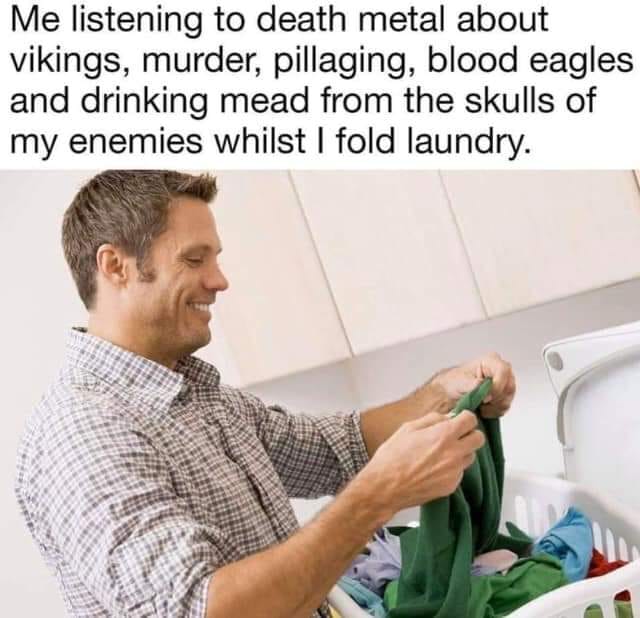 Me listening to death metal about
vikings, murder, pillaging, blood eagles
and drinking mead from the skulls of
my enemies whilst I fold laundry.